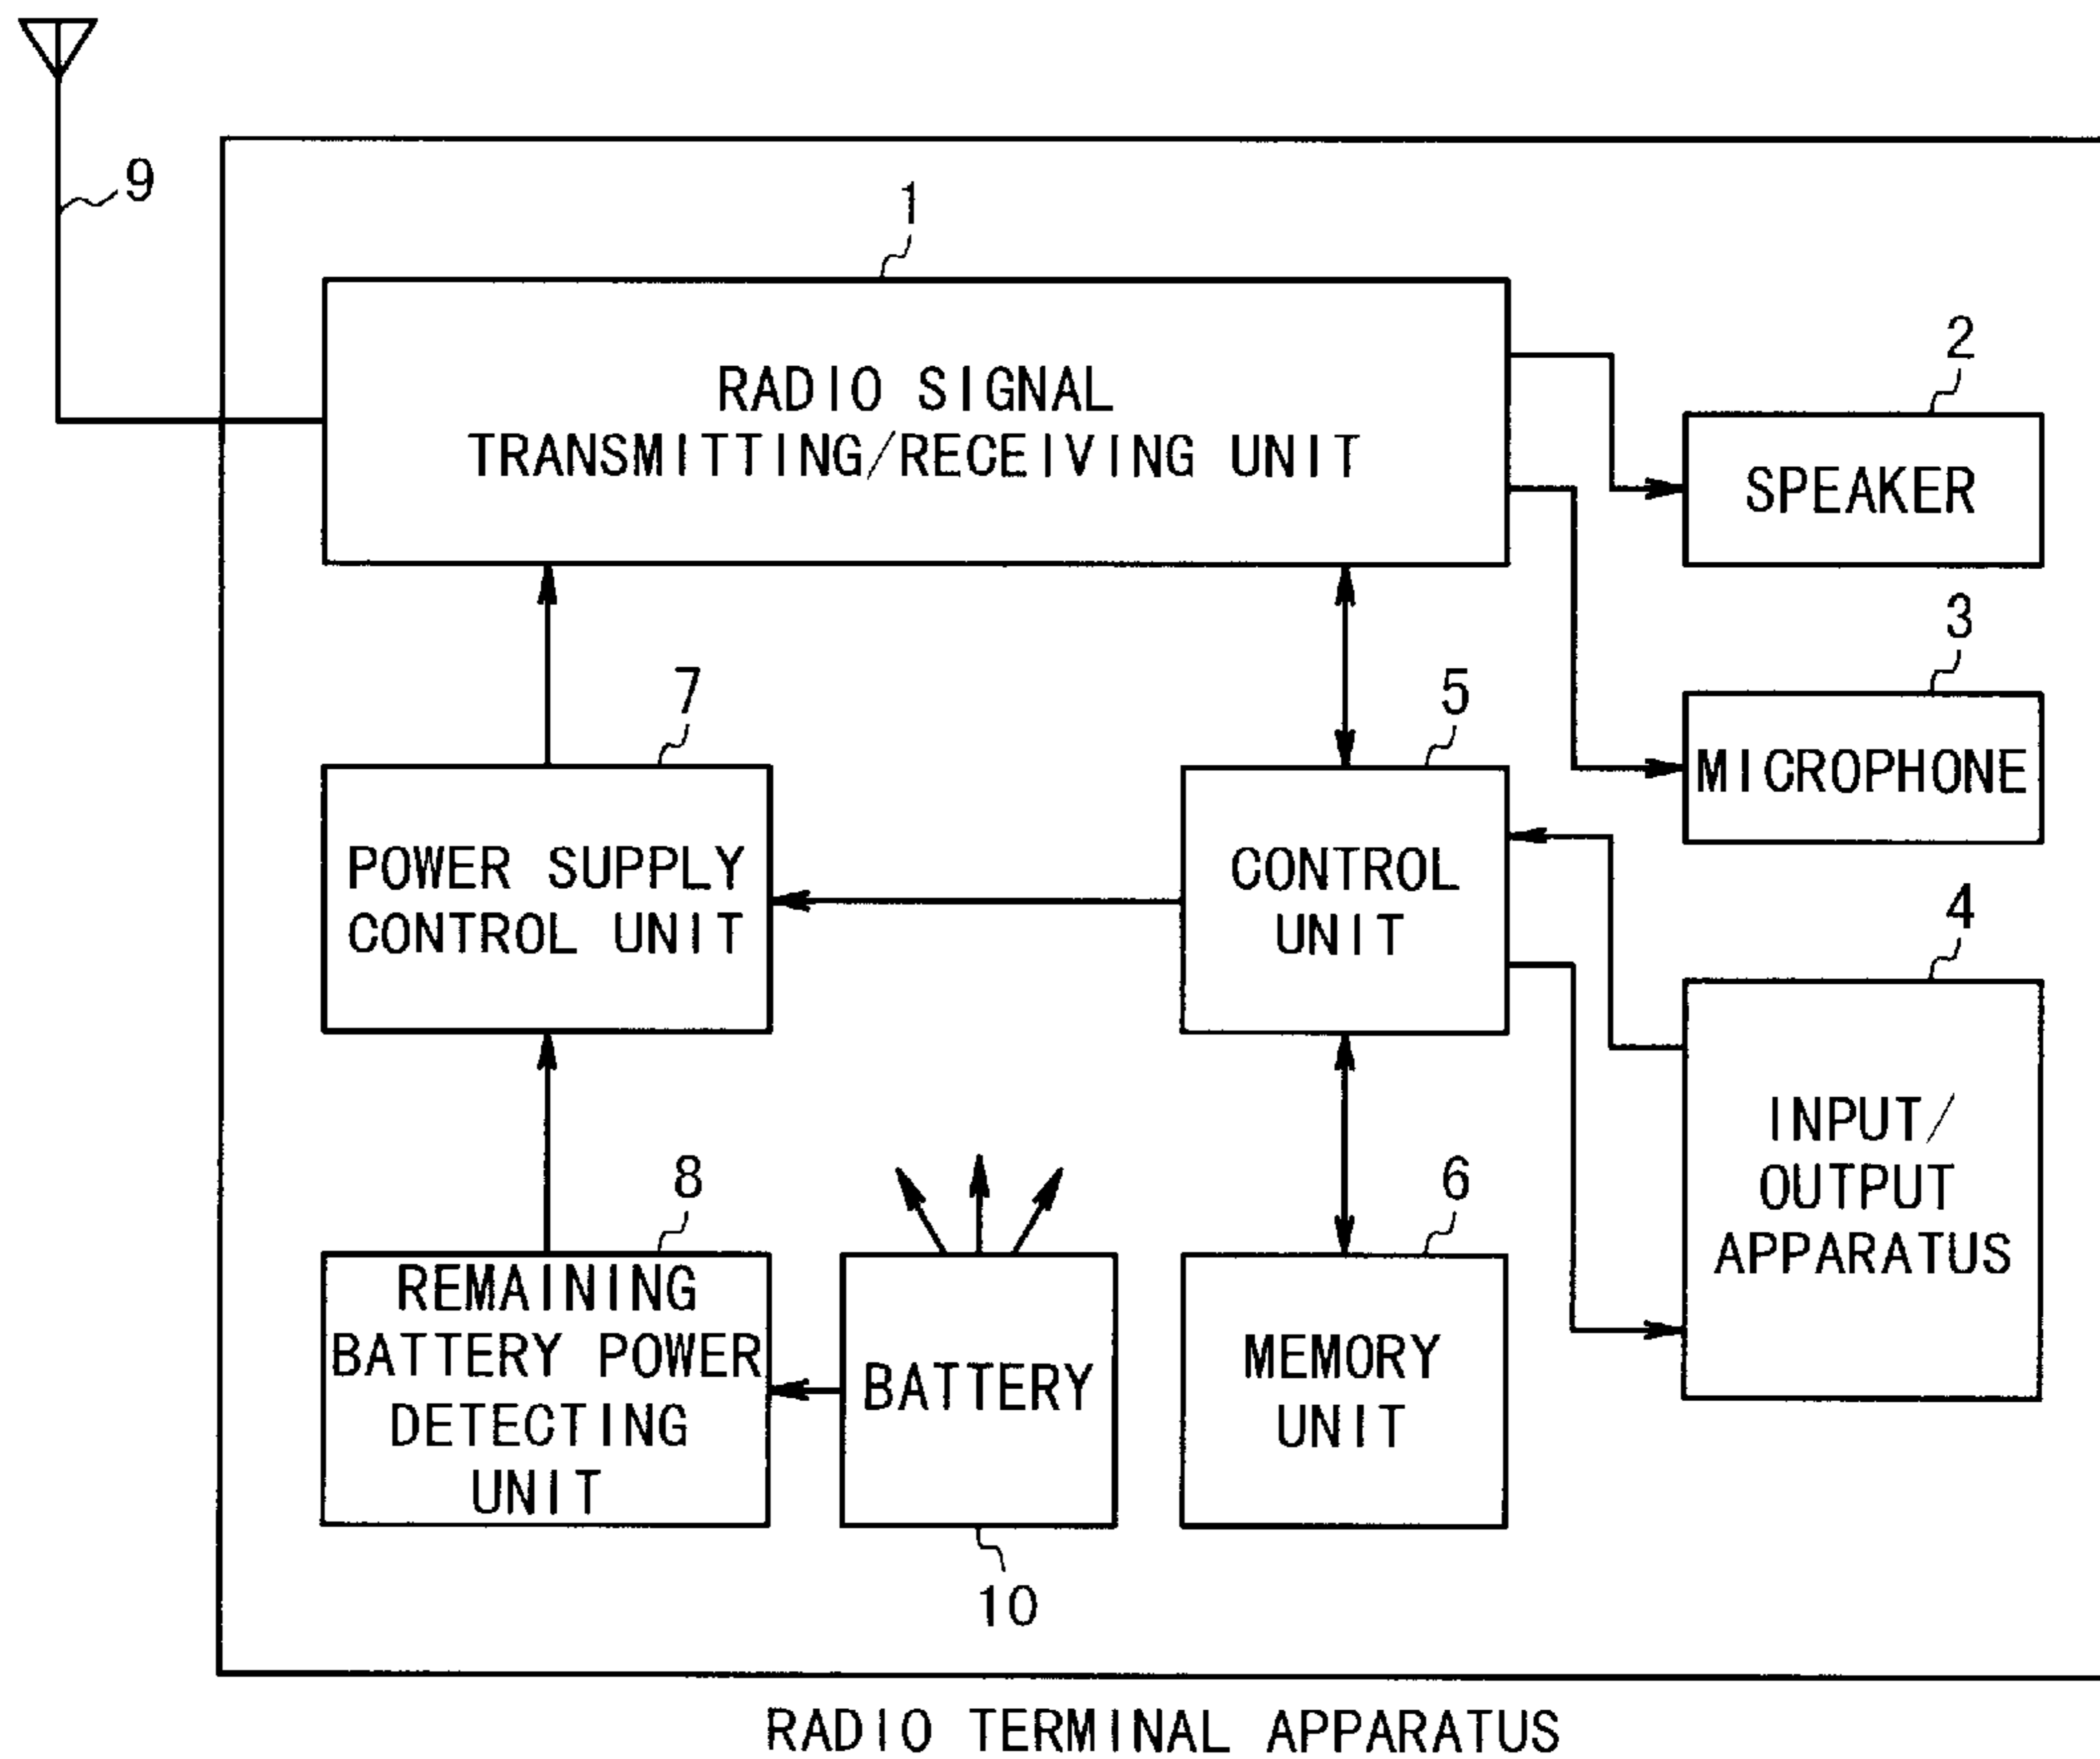 9
1
RADIO SIGNAL
TRANSMITTING/RECEIVING UNIT
2
SPEAKER
3
MICROPHONE
7
POWER SUPPLY
CONTROL UNIT
5
CONTROL
UNIT
4
INPUT/
OUTPUT
APPARATUS
8
REMAINING
BATTERY POWER
DETECTING
UNIT
BATTERY
10
6
MEMORY
UNIT
RADIO TERMINAL APPARATUS